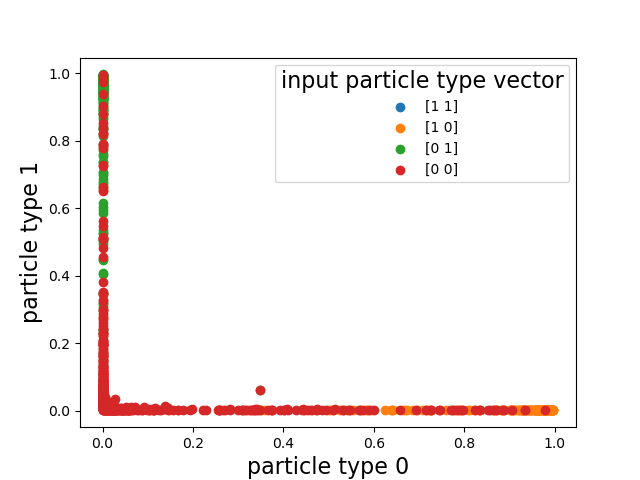 input particle type vector
[1 1]
[1 0]
[0 1]
[0 0]
particle type 1
1.0
0.8
0.6
0.4
0.2
0.0
0.0 0.2 0.4 0.6 0.8 1.0
particle type 0